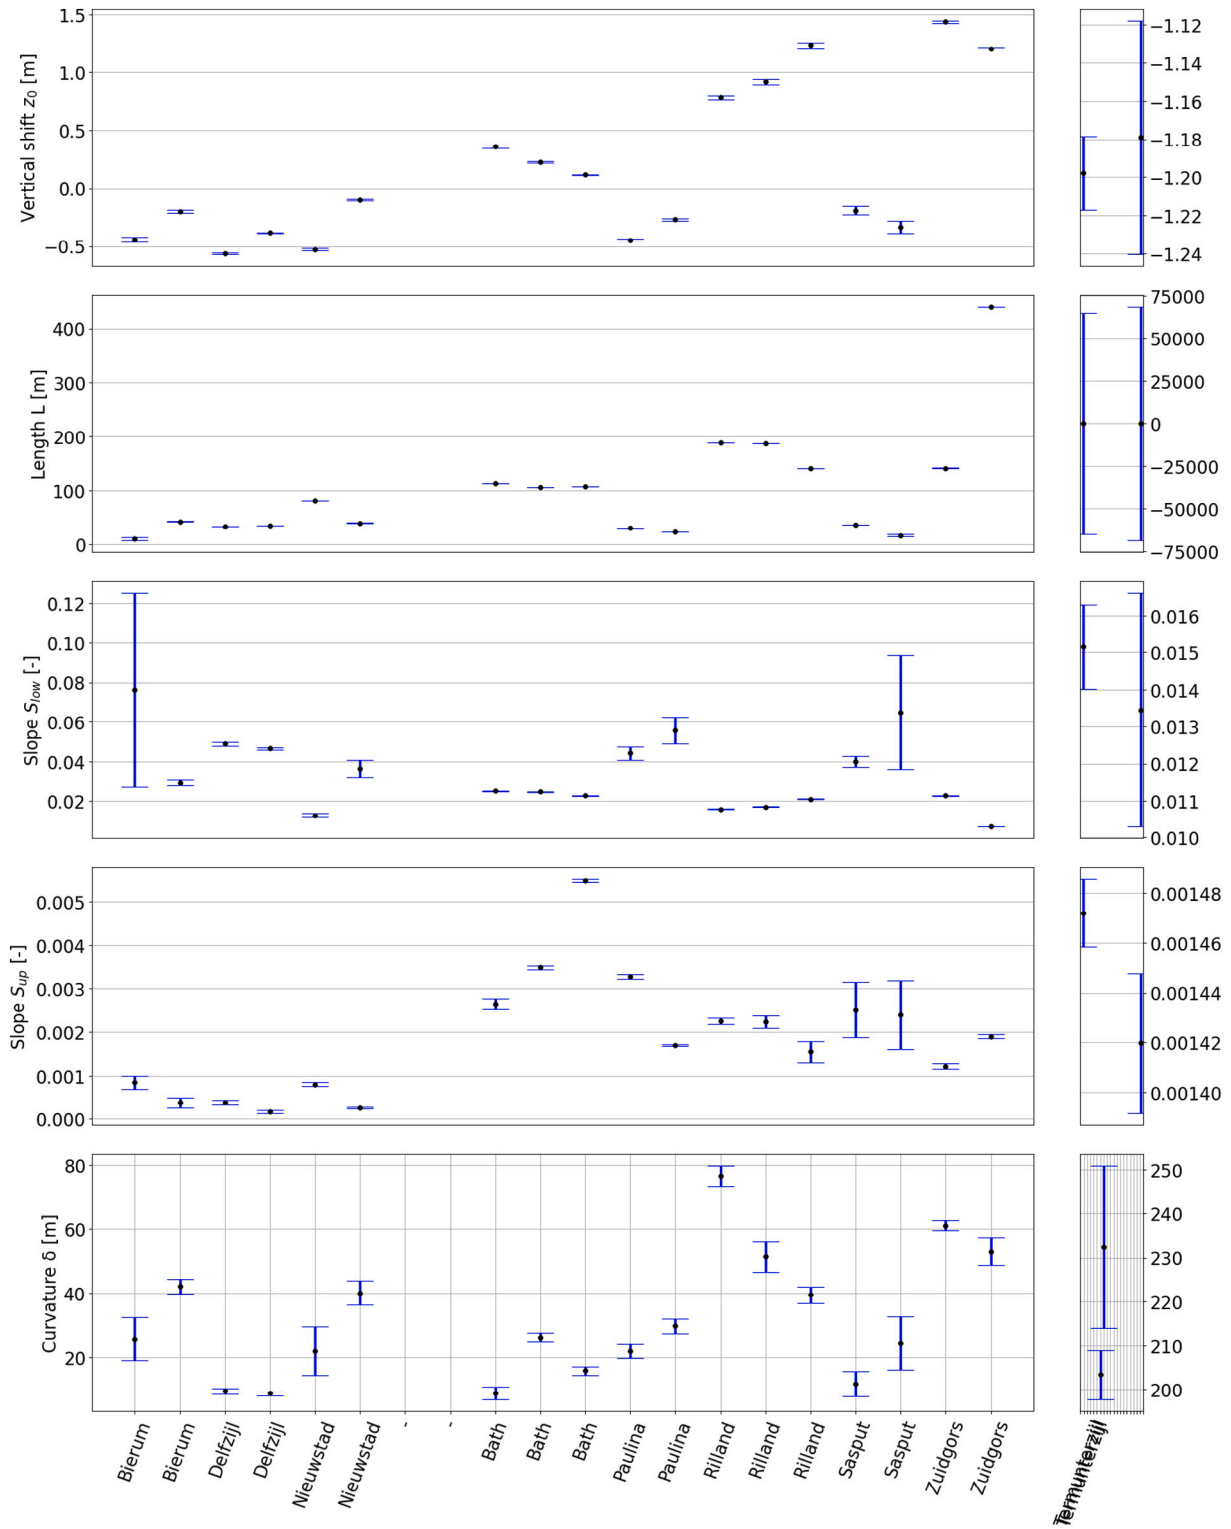 Vertical shift z0 [m]
1.5
1.0
0.5
0.0
−0.5
−1.12
−1.14
−1.16
−1.18
−1.20
−1.22
−1.24
Length L [m]
400
300
200
100
0
75000
50000
25000
0
−25000
−50000
−75000
Slope Slow [-]
0.12
0.10
0.08
0.06
0.04
0.02
0.016
0.015
0.014
0.013
0.012
0.011
0.010
Slope Sup [-]
0.005
0.004
0.003
0.002
0.001
0.000
0.00148
0.00146
0.00144
0.00142
0.00140
Curvature δ [m]
80
60
40
20
250
240
230
220
210
200
Bierum
Bierum
Delfzijl
Delfzijl
Nieuwstad
Nieuwstad
-
-
Bath
Bath
Bath
Paulina
Paulina
Rilland
Rilland
Rilland
Sasput
Sasput
Zuidgors
Zuidgors
Termunterzijl
Termunterzijl